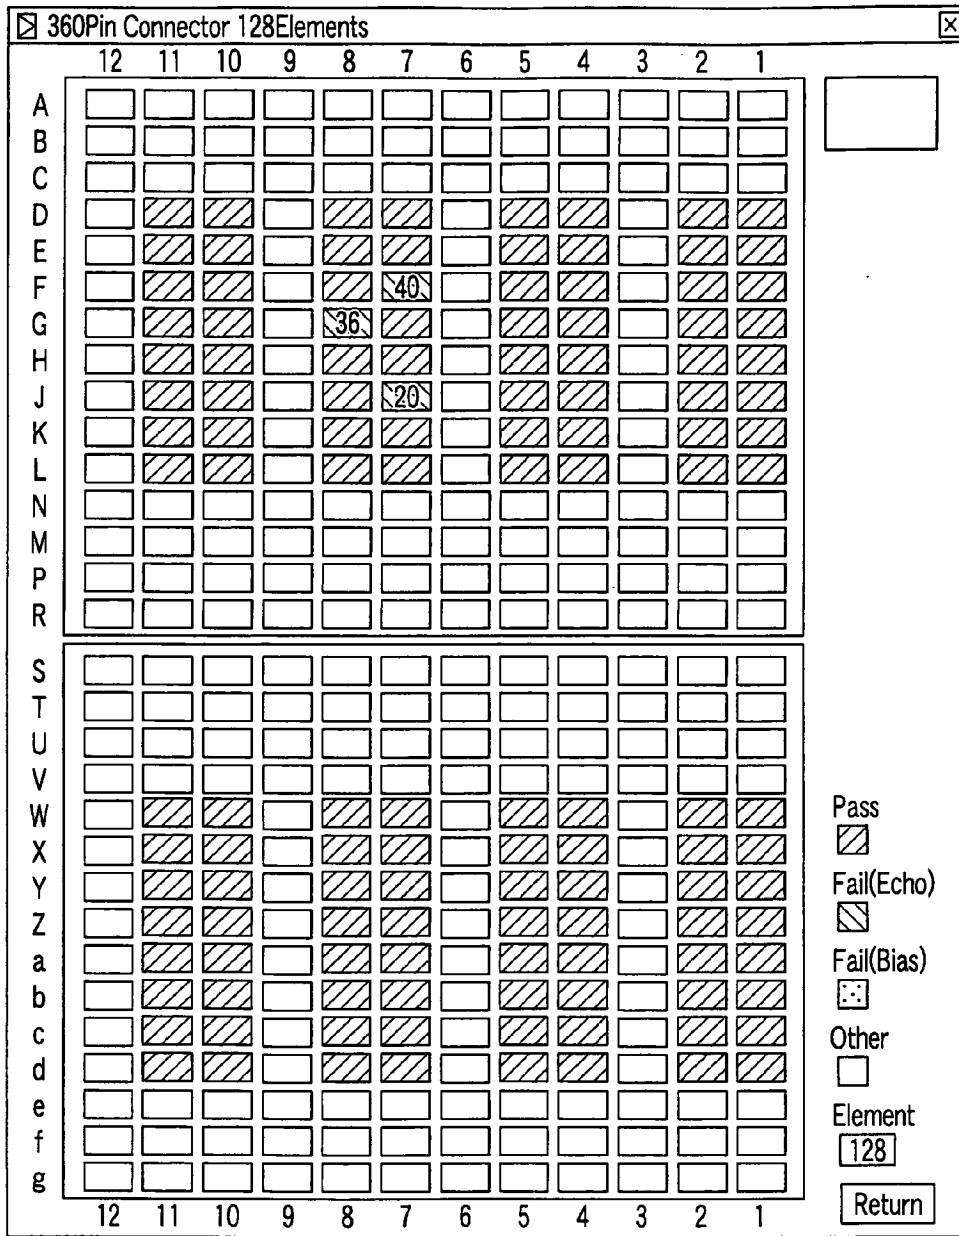 360Pin Connector 128Elements
12 11 10 9 8 7 6 5 4 3 2 1
A
B
C
D
E
F 40
G 36
H
J 20
K
L
N
M
P
R
S
T
U
V
W
X
Y
Z
a
b
c
d
e
f
g
12 11 10 9 8 7 6 5 4 3 2 1
Pass
Fail(Echo)
Fail(Bias)
Other
Element
128
Return